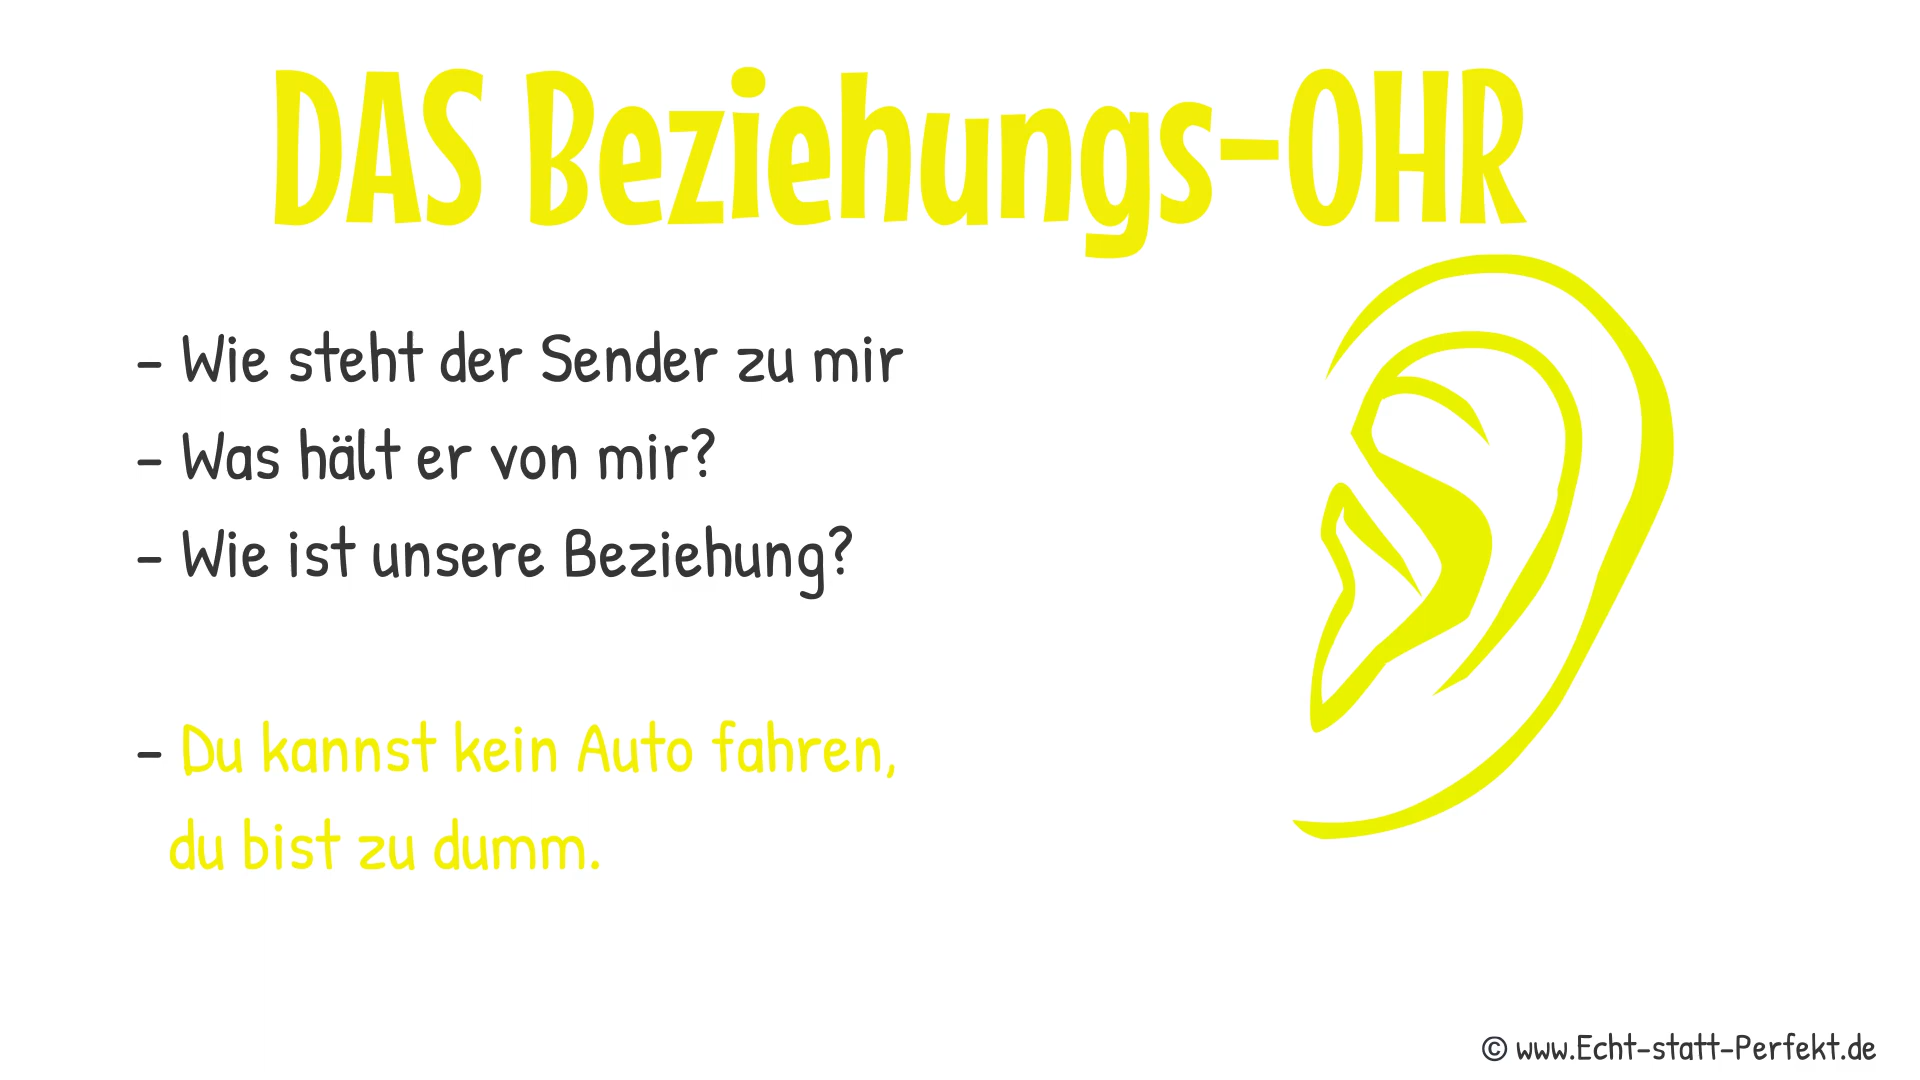 DAS Beziehungs-OHR
- Wie steht der Sender zu mir
- Was hält er von mir?
- Wie ist unsere Beziehung?
- Du kannst kein Auto fahren,
du bist zu dumm.
© www.Echt-statt-Perfekt.de